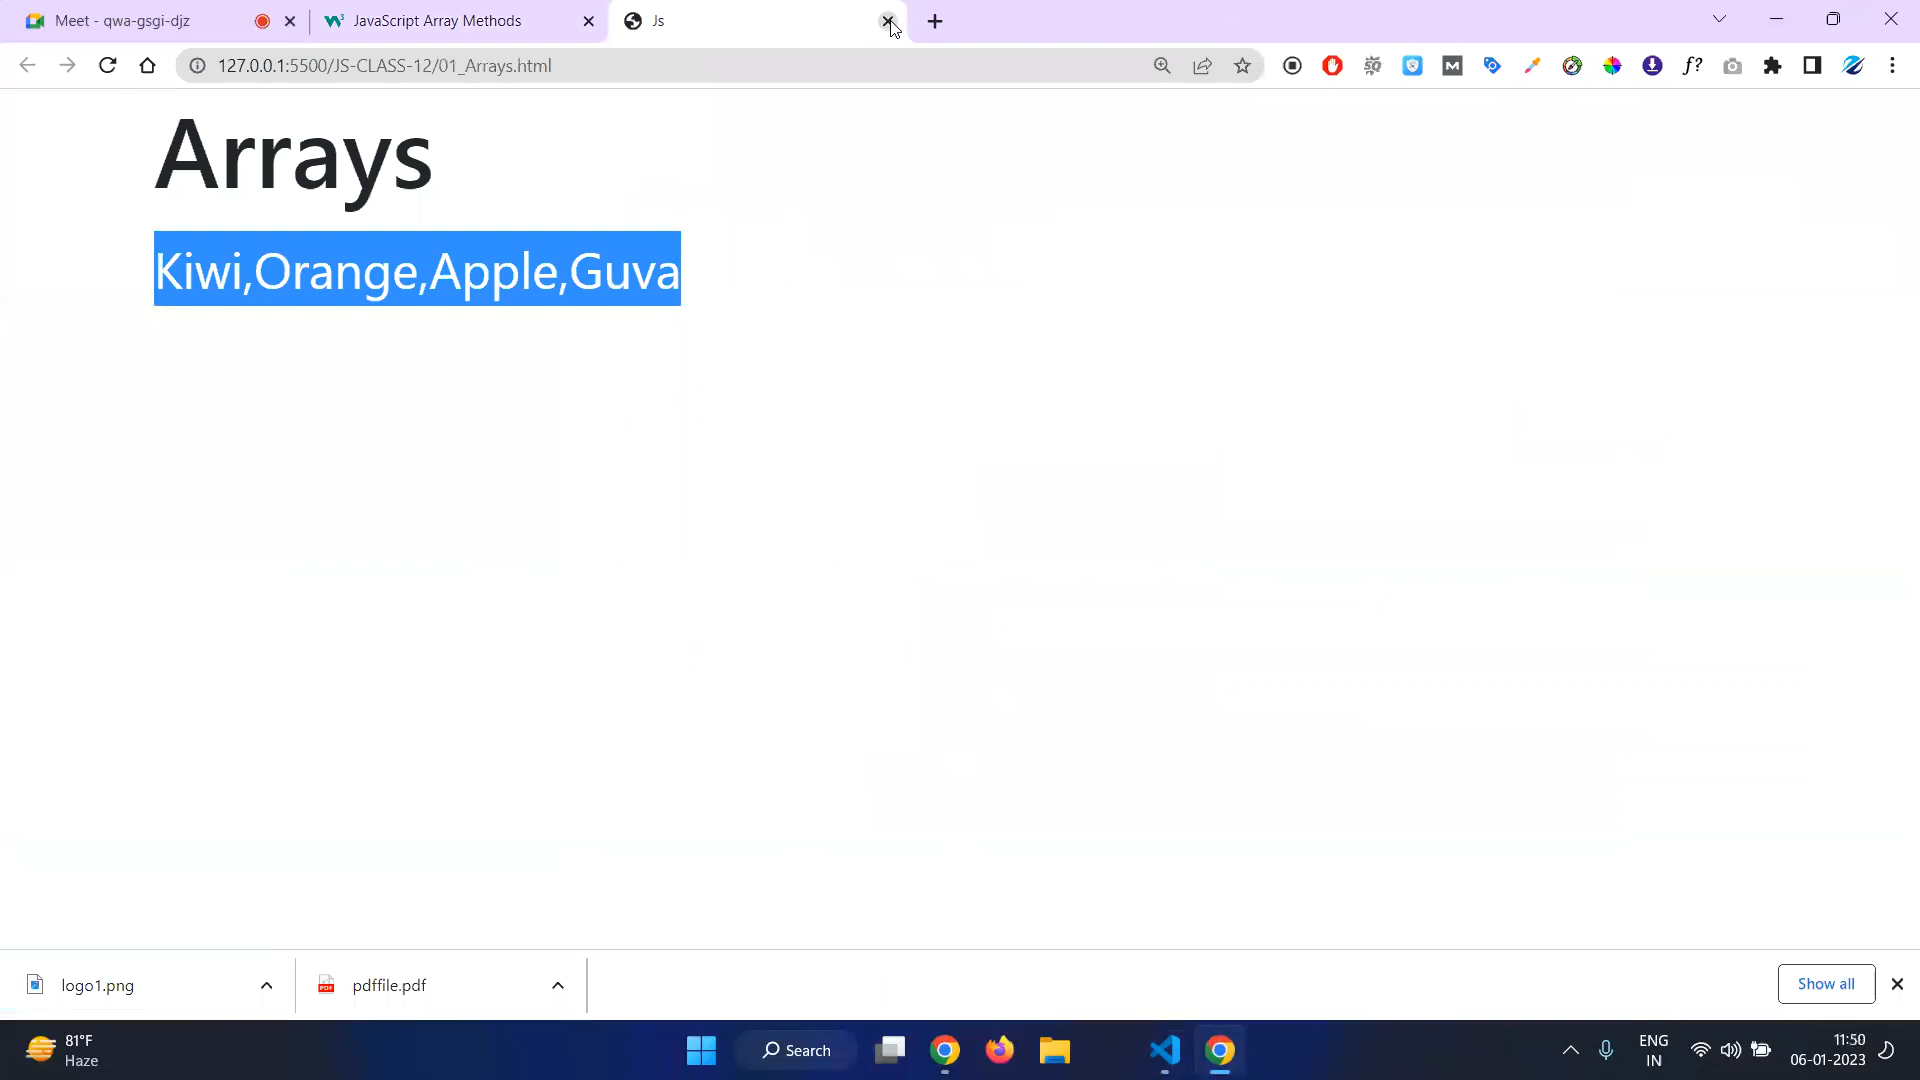 Meet - qwa-gsgi-djz
JavaScript Array Methods
Js
127.0.0.1:5500/JS-CLASS-12/01_Arrays.html
Arrays
Kiwi,Orange,Apple,Guva
logo1.png
pdffile.pdf
Show all
81°F
Haze
Search
ENG
IN
11:50
06-01-2023